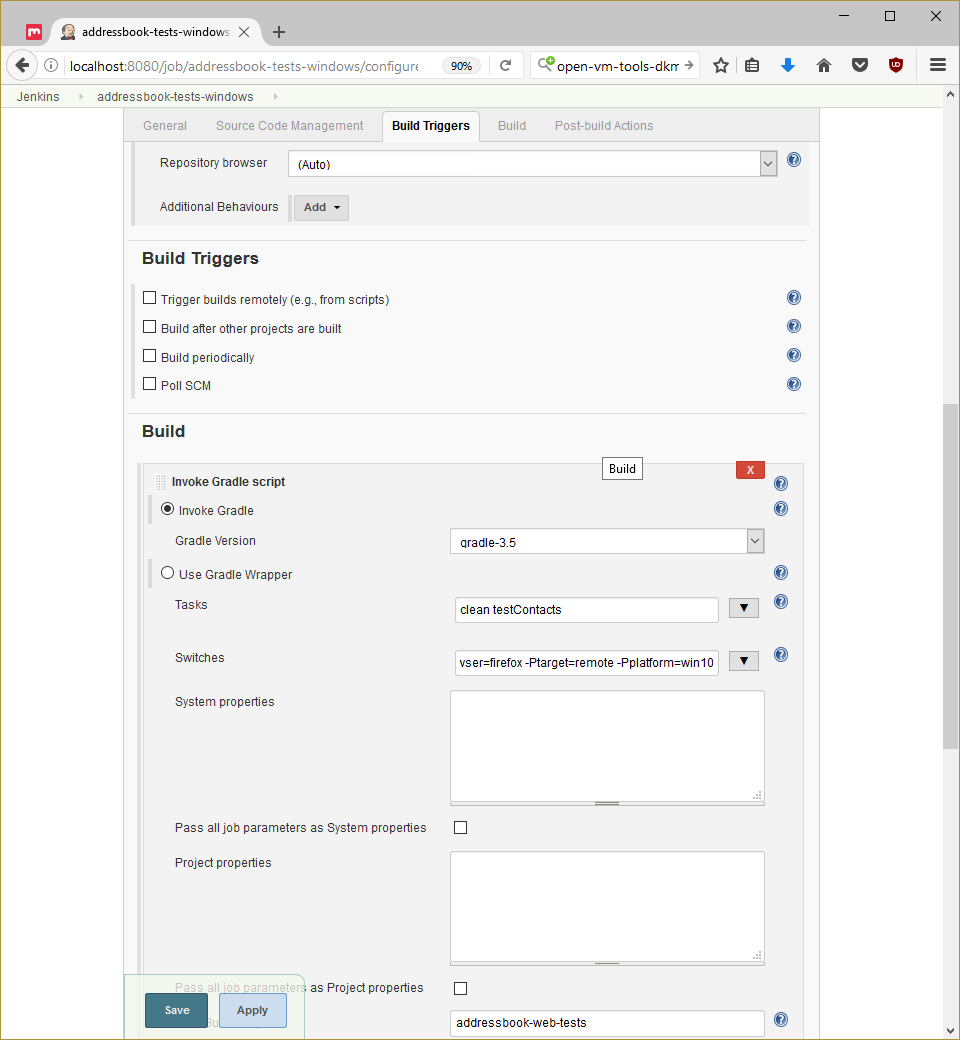 addressbook-tests-windows
localhost:8080/job/addressbook-tests-windows/configure
90%
open-vm-tools-dkm
Jenkins
addressbook-tests-windows
General
Source Code Management
Build Triggers
Build
Post-build Actions
Repository browser
(Auto)
Additional Behaviours
Add
Build Triggers
Trigger builds remotely (e.g., from scripts)
Build after other projects are built
Build periodically
Poll SCM
Build
Build
X
Invoke Gradle script
Invoke Gradle
Gradle Version
gradle-3.5
Use Gradle Wrapper
Tasks
clean testContacts
Switches
vser=firefox -Ptarget=remote -Pplatform=win10
System properties
Pass all job parameters as System properties
Project properties
Pass all job parameters as Project properties
Save
Apply
addressbook-web-tests